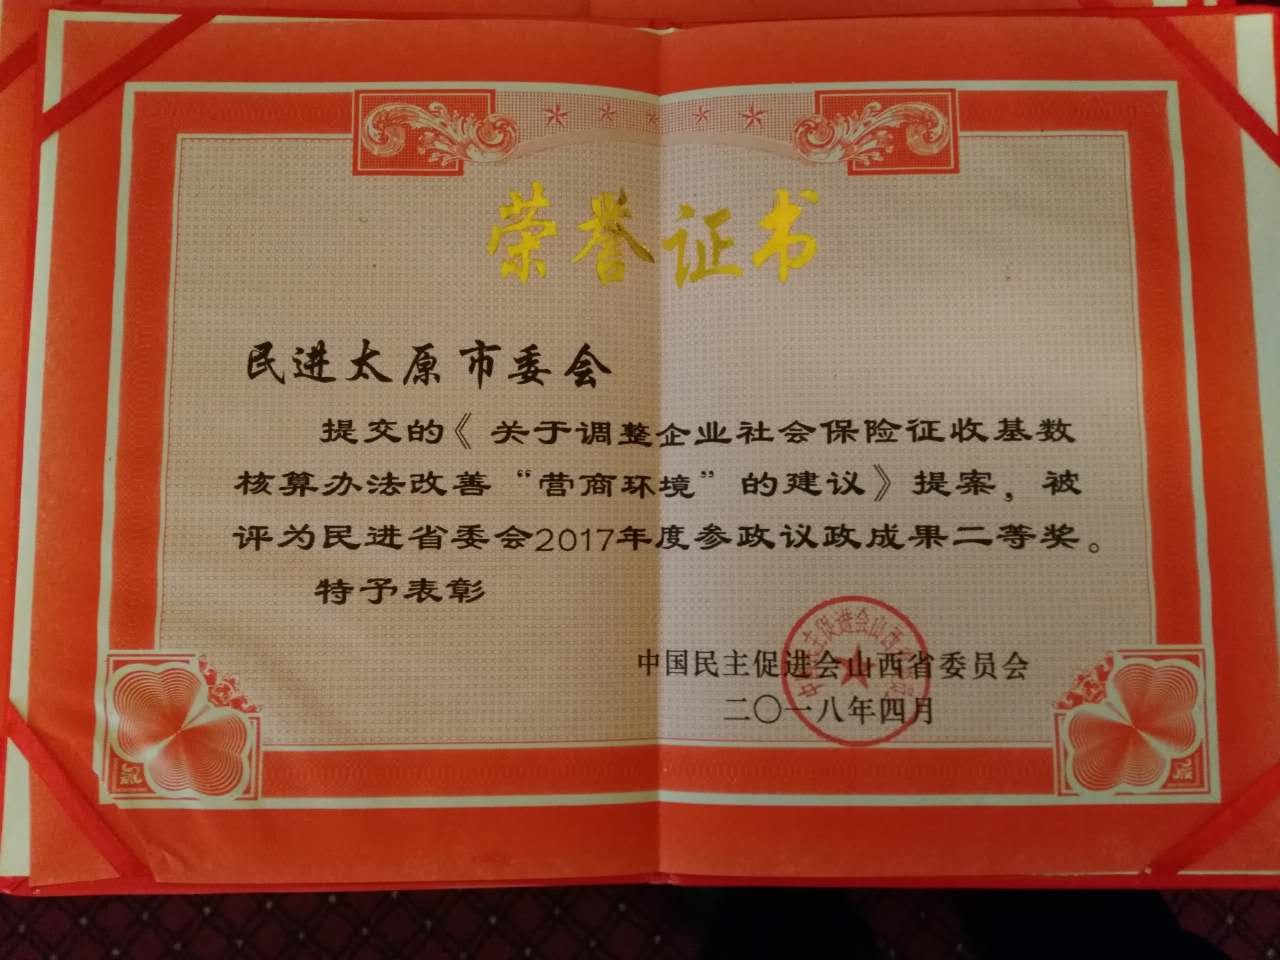 荣誉证书
民进太原市委会
提交的《关于调整企业社会保险征收基数
核算办法改善“营商环境”的建议》提案，被
评为民进省委会2017年度参政议政成果二等奖。
特予表彰
中国民主促进会山西省委员会
二〇一八年四月